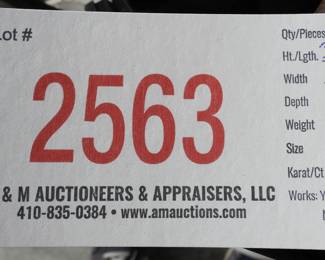 Lot #
2563
& M AUCTIONEERS & APPRAISERS, LLC
410-835-0384 • www.amauctions.com
Qty/Pieces
Ht./Lgth.
Width
Depth
Weight
Size
Karat/Ct
Works: Y